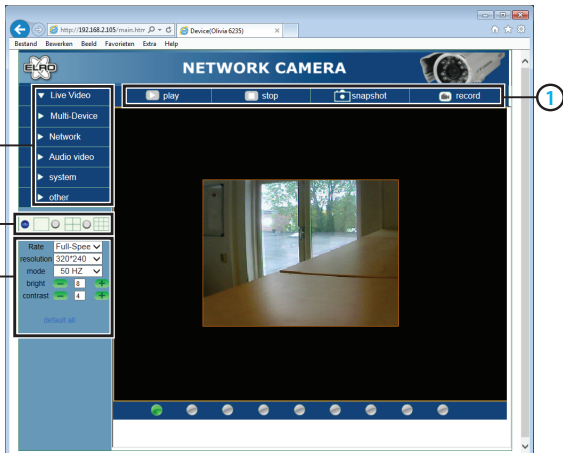 http://192.168.2.105/main.htm
Device(Olivia 6235)
Bestand Bewerken Beeld Favorieten Extra Help
ELRO
NETWORK CAMERA
play stop snapshot record
1
Live Video
Multi-Device
Network
Audio video
system
other
Rate Full-Spee
resolution 320*240
mode 50 HZ
bright 8
contrast 4
default all